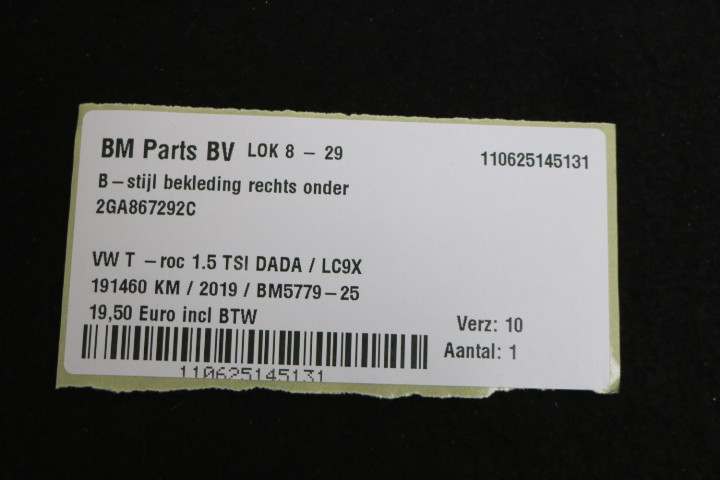 BM Parts BV LOK 8 - 29 110625145131
B-stijl bekleding rechts onder
2GA867292C
VW T -roc 1.5 TSI DADA / LC9X
191460 KM / 2019 / BM5779-25
19,50 Euro incl BTW
Verz: 10
Aantal: 1
110625145131